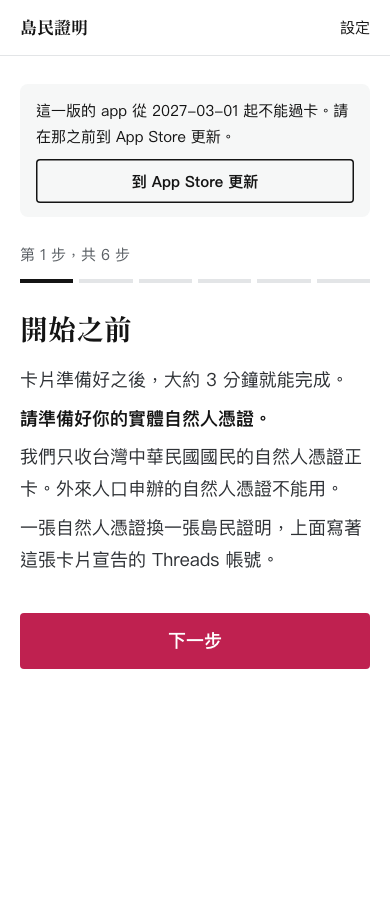 島民證明
設定
這一版的 app 從 2027-03-01 起不能過卡。請
在那之前到 App Store 更新。
到 App Store 更新
第 1 步，共 6 步
開始之前
卡片準備好之後，大約 3 分鐘就能完成。
請準備好你的實體自然人憑證。
我們只收台灣中華民國國民的自然人憑證正
卡。外來人口申辦的自然人憑證不能用。
一張自然人憑證換一張島民證明，上面寫著
這張卡片宣告的 Threads 帳號。
下一步